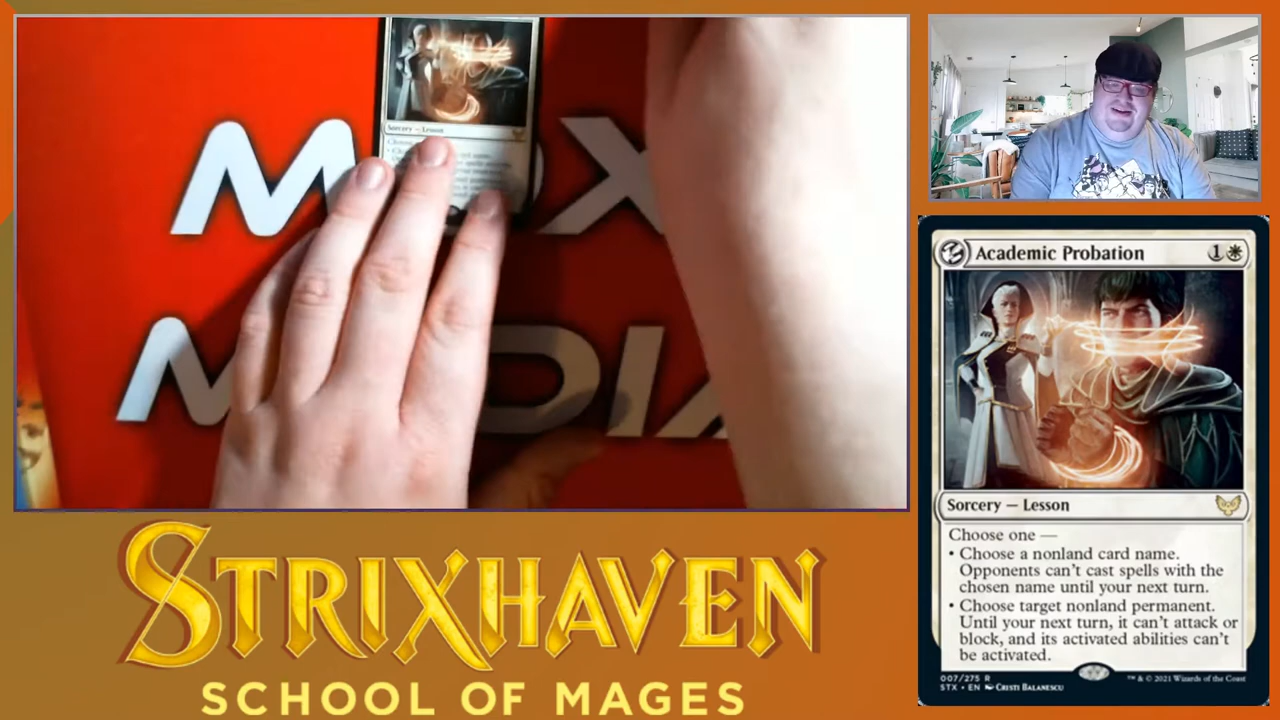 Sorcery — Lesson
MOX
MEDIA
Academic Probation 1
Sorcery — Lesson
Choose one —
• Choose a nonland card name.
Opponents can't cast spells with the
chosen name until your next turn.
• Choose target nonland permanent.
Until your next turn, it can't attack or
block, and its activated abilities can't
be activated.
007/275 R
STX • EN CRISTI BALANESCU
™ & © 2021 Wizards of the Coast
STRIXHAVEN
SCHOOL OF MAGES